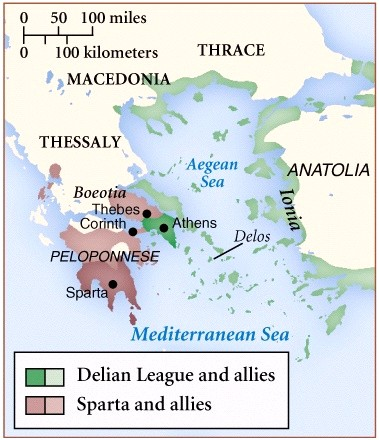 0 50 100 miles
0 100 kilometers
THRACE
MACEDONIA
THESSALY
Aegean
Sea
ANATOLIA
Boeotia
Ionia
Thebes
Corinth
Athens
Delos
PELOPONNESE
Sparta
Mediterranean Sea
Delian League and allies
Sparta and allies